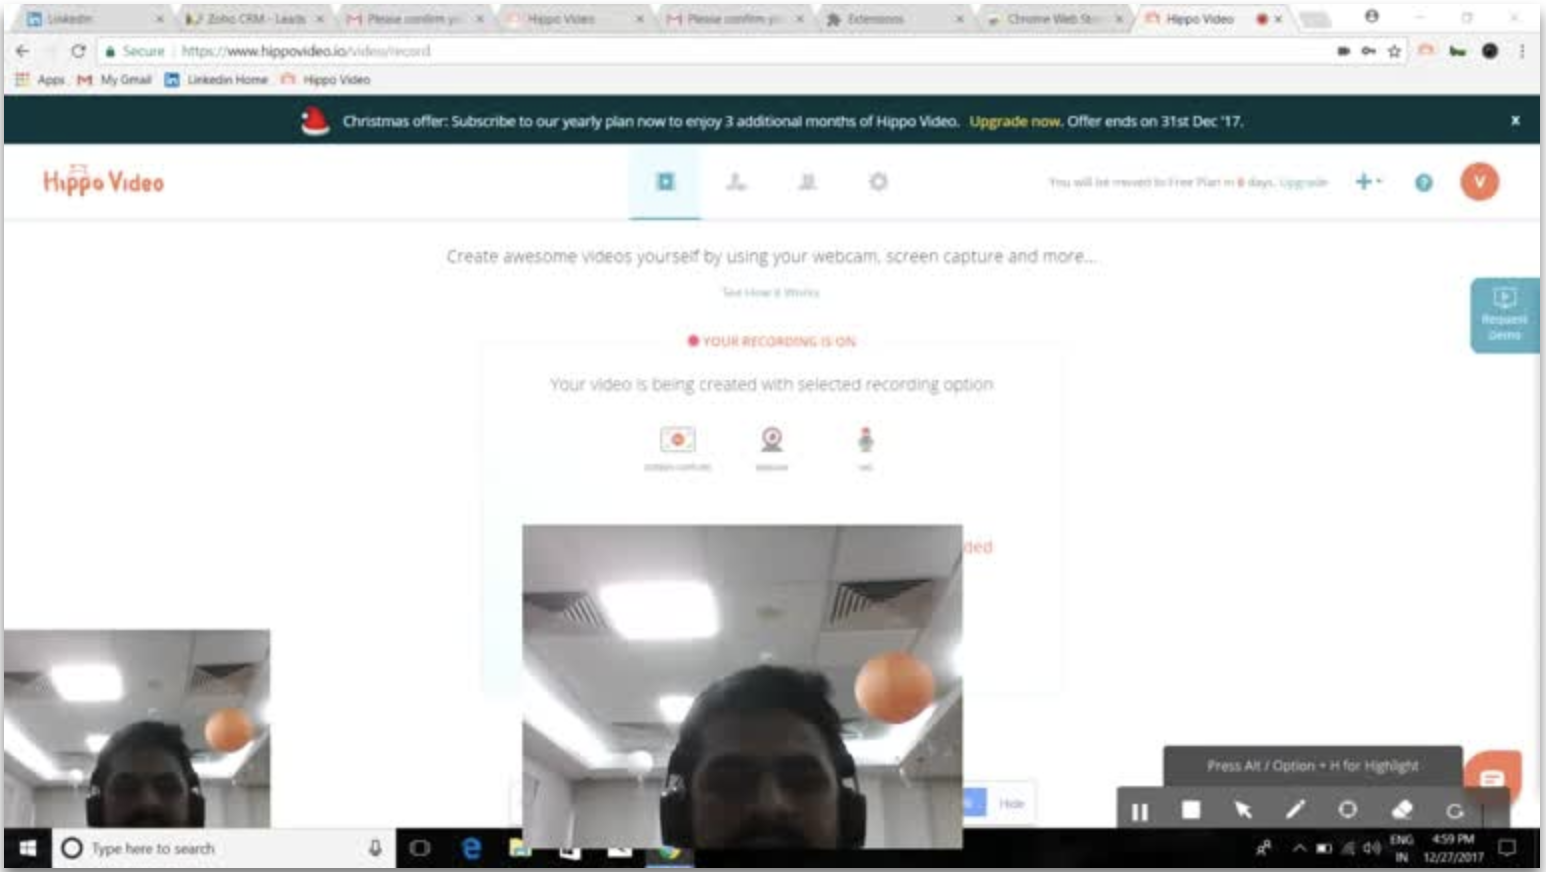 Linkedin
Zoho CRM - Leads
Please confirm yo
Hippo Video
Please confirm yo
Extensions
Chrome Web St
Hippo Video
Secure https://www.hippovideo.io/video/record
Apps My Gmail Linkedin Home Hippo Video
Christmas offer: Subscribe to our yearly plan now to enjoy 3 additional months of Hippo Video. Upgrade now. Offer ends on 31st Dec '17. x
Hippo Video
You will be moved to Free Plan in 8 days. Upgrade
V
Create awesome videos yourself by using your webcam, screen capture and more...
See How it Works
Request
Demo
YOUR RECORDING IS ON
Your video is being created with selected recording option
ded
Press Alt / Option + H for Highlight
Hide
Type here to search
ENG
IN
4:59 PM
12/27/2017